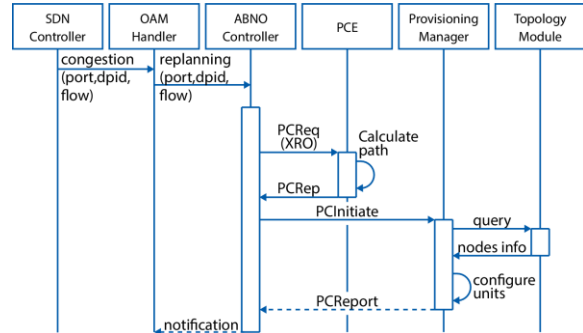 SDN
Controller
OAM
Handler
ABNO
Controller
PCE
Provisioning
Manager
Topology
Module
congestion
(port,dpid,
flow)
replanning
(port,dpid,
flow)
PCReq
(XRO)
Calculate
path
PCRep
PCInitiate
query
nodes info
configure
units
PCReport
notification